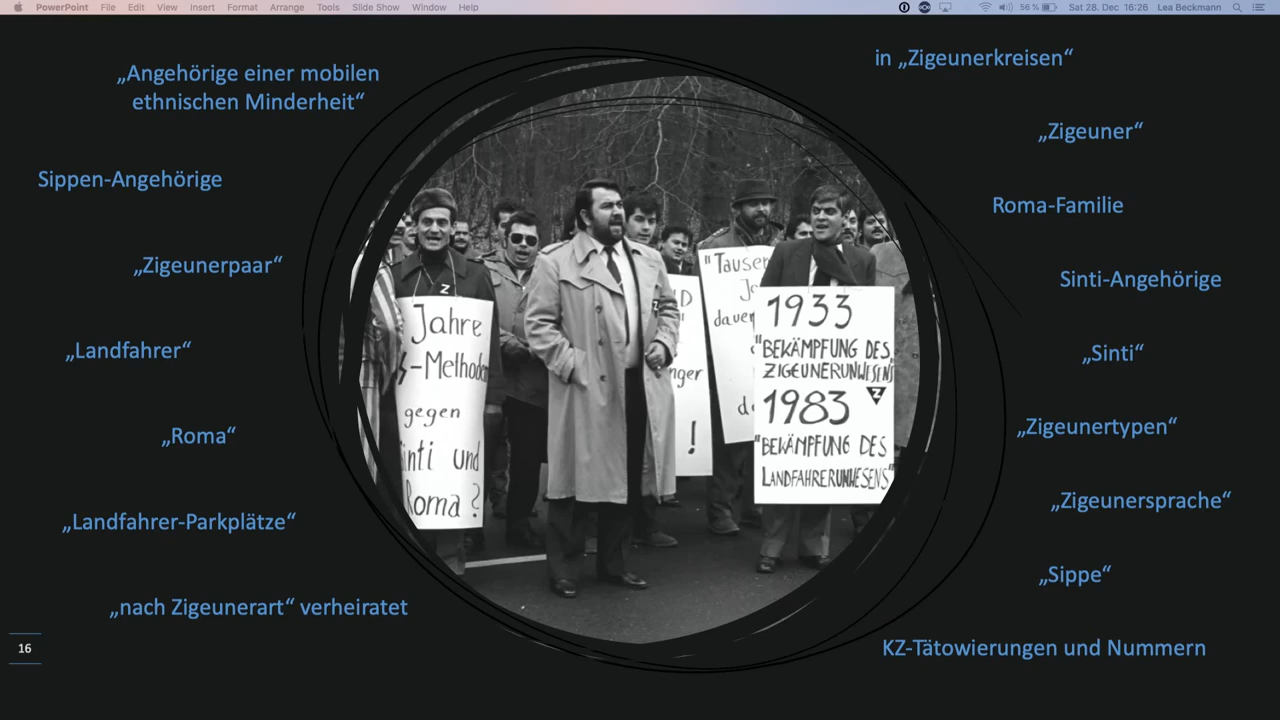 PowerPoint File Edit View Insert Format Arrange Tools Slide Show Window Help 56 % Sat 28. Dec 16:26 Lea Beckmann
„Angehörige einer mobilen
ethnischen Minderheit“
Sippen-Angehörige
„Zigeunerpaar“
„Landfahrer“
„Roma“
„Landfahrer-Parkplätze“
„nach Zigeunerart“ verheiratet
16
Z
Jahre
-Methoden
gegen
und
Roma ?
!
"Tausen
1933
"BEKÄMPFUNG DES
ZIGEUNERUNWESENS
1983
Z
"BEKÄMPFUNG DES
LANDFAHRERUNWESENS"
in „Zigeunerkreisen“
„Zigeuner“
Roma-Familie
Sinti-Angehörige
„Sinti“
„Zigeunertypen“
„Zigeunersprache“
„Sippe“
KZ-Tätowierungen und Nummern